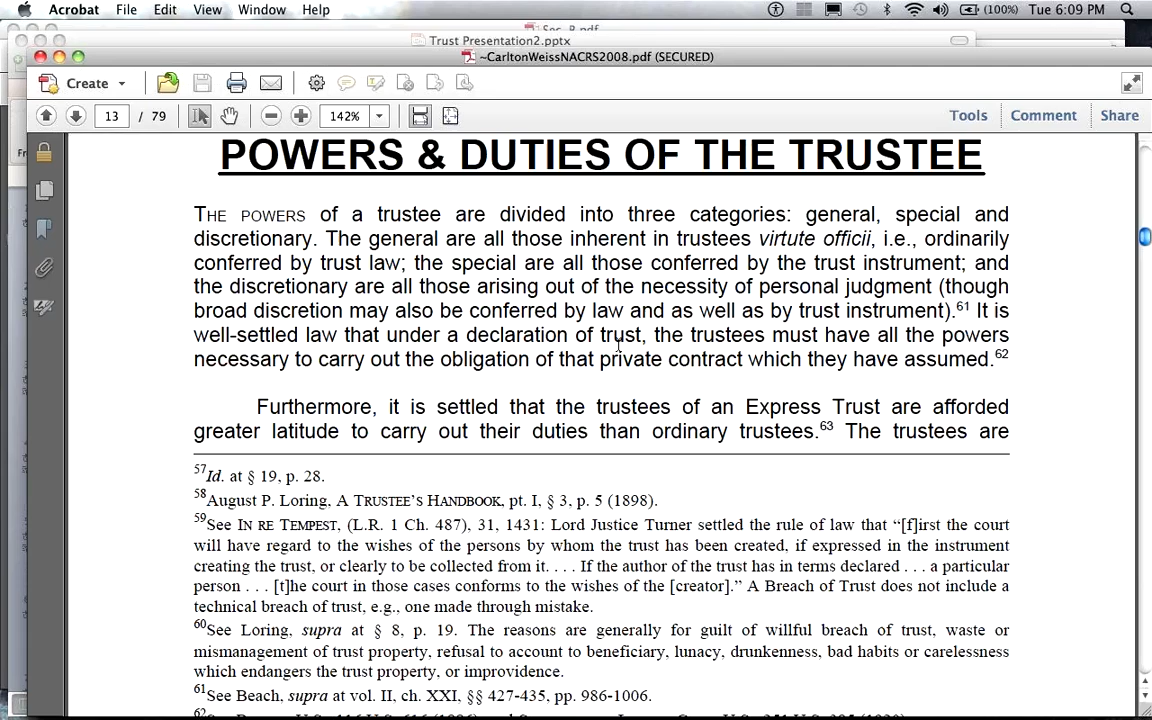 Acrobat File Edit View Window Help (100%) Tue 6:09 PM
Trust Presentation2.pptx
~CarltonWeissNACRS2008.pdf (SECURED)
Create
13 / 79 142% Tools Comment Share
POWERS & DUTIES OF THE TRUSTEE
THE POWERS of a trustee are divided into three categories: general, special and
discretionary. The general are all those inherent in trustees virtute officii, i.e., ordinarily
conferred by trust law; the special are all those conferred by the trust instrument; and
the discretionary are all those arising out of the necessity of personal judgment (though
broad discretion may also be conferred by law and as well as by trust instrument).61 It is
well-settled law that under a declaration of trust, the trustees must have all the powers
necessary to carry out the obligation of that private contract which they have assumed.62
Furthermore, it is settled that the trustees of an Express Trust are afforded
greater latitude to carry out their duties than ordinary trustees.63 The trustees are
57Id. at § 19, p. 28.
58August P. Loring, A TRUSTEE'S HANDBOOK, pt. I, § 3, p. 5 (1898).
59See IN RE TEMPEST, (L.R. 1 Ch. 487), 31, 1431: Lord Justice Turner settled the rule of law that “[f]irst the court
will have regard to the wishes of the persons by whom the trust has been created, if expressed in the instrument
creating the trust, or clearly to be collected from it. . . . If the author of the trust has in terms declared . . . a particular
person . . . [t]he court in those cases conforms to the wishes of the [creator].” A Breach of Trust does not include a
technical breach of trust, e.g., one made through mistake.
60See Loring, supra at § 8, p. 19. The reasons are generally for guilt of willful breach of trust, waste or
mismanagement of trust property, refusal to account to beneficiary, lunacy, drunkenness, bad habits or carelessness
which endangers the trust property, or improvidence.
61See Beach, supra at vol. II, ch. XXI, §§ 427-435, pp. 986-1006.